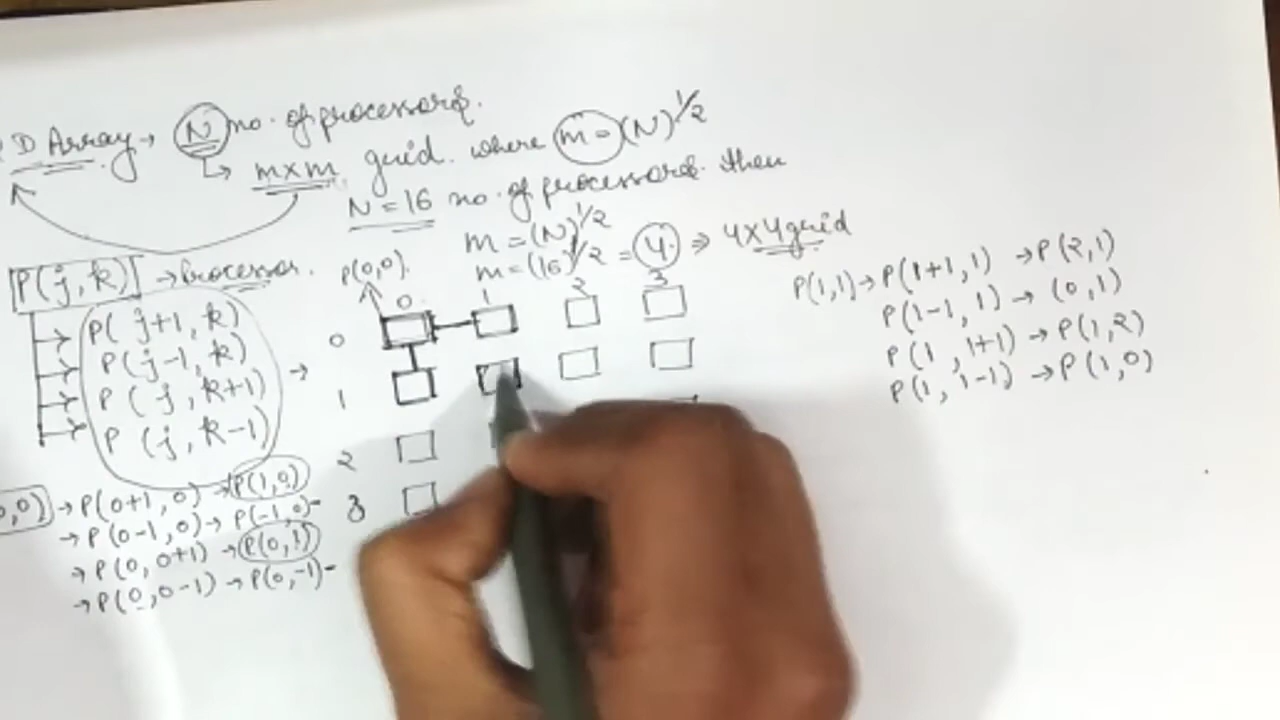 D Array → N no. of processors.
↳ m×m guid. where m = (N)^1/2
N = 16 no. of processors then
m = (N)^1/2
m = (16)^1/2 = 4. ⇒ 4×4 guid
P(j, k) → Processor.
P(0,0).
P(j+1, k)
P(j-1, k)
P(j, k+1)
P(j, k-1)
0 1 2 3
0
1
2
3
0,0) → P(0+1, 0) → P(1,0)
→ P(0-1, 0) → P(-1,0) -
→ P(0, 0+1) → P(0,1)
→ P(0, 0-1) → P(0,-1) -
P(1,1) → P(1+1, 1) → P(2,1)
P(1-1, 1) → (0,1)
P(1, 1+1) → P(1,2)
P(1, 1-1) → P(1,0)